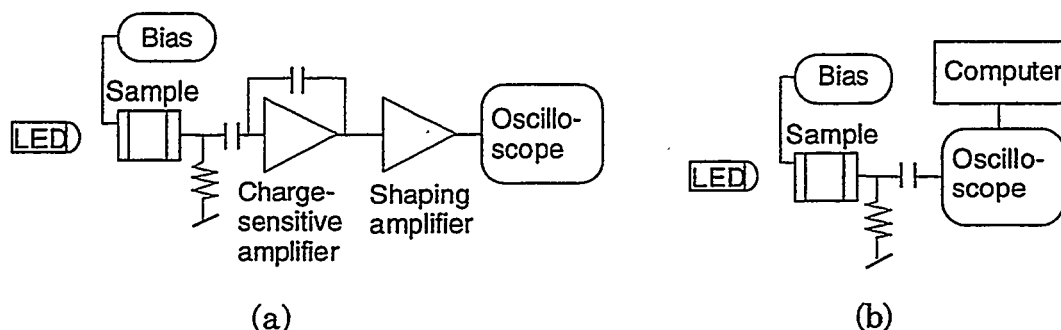 Bias
Sample
LED
Oscillo-
scope
Charge-
sensitive
amplifier
Shaping
amplifier
(a)
Bias
Computer
Sample
LED
Oscillo-
scope
(b)